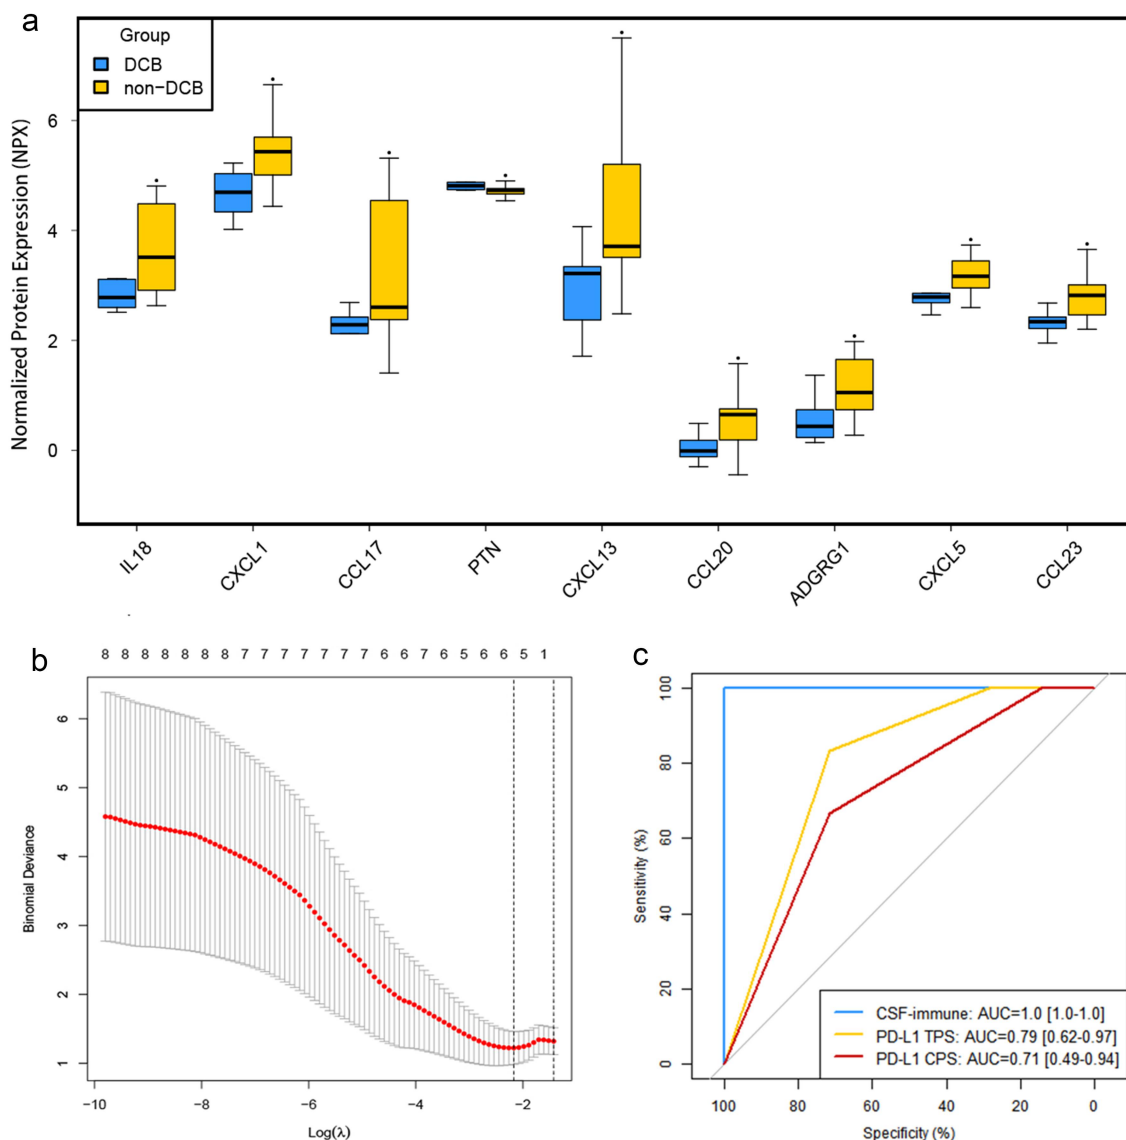 a
Group
DCB
non−DCB
Normalized Protein Expression (NPX)
6
4
2
0
IL18
CXCL1
CCL17
PTN
CXCL13
CCL20
ADGRG1
CXCL5
CCL23
b
8 8 8 8 8 8 8 7 7 7 7 7 7 7 6 6 7 6 5 6 6 5 1
Binomial Deviance
6
5
4
3
2
1
−10 −8 −6 −4 −2
Log(λ)
c
Sensitivity (%)
100
80
60
40
20
0
CSF-immune: AUC=1.0 [1.0-1.0]
PD-L1 TPS: AUC=0.79 [0.62-0.97]
PD-L1 CPS: AUC=0.71 [0.49-0.94]
100 80 60 40 20 0
Specificity (%)